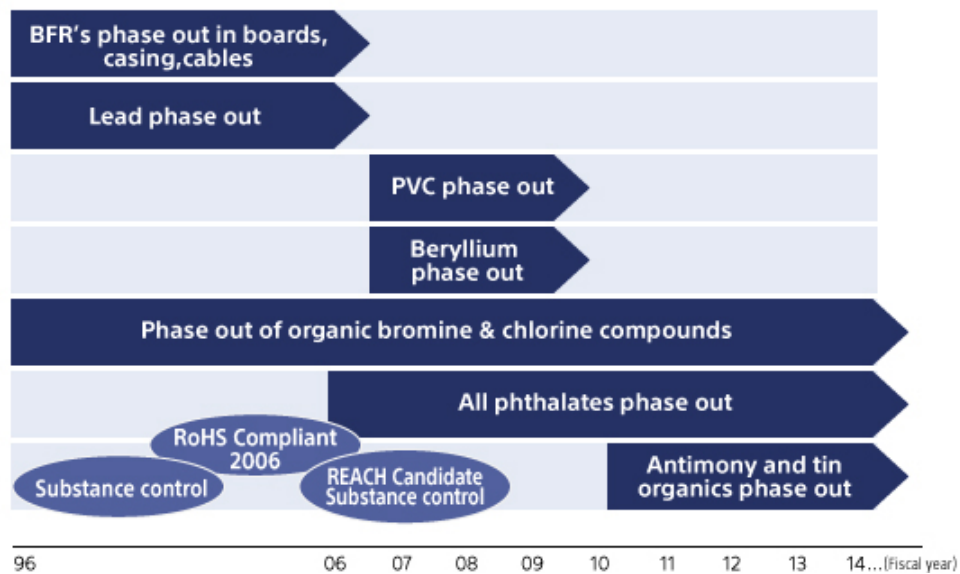 BFR's phase out in boards,
casing,cables
Lead phase out
PVC phase out
Beryllium
phase out
Phase out of organic bromine & chlorine compounds
All phthalates phase out
RoHS Compliant
2006
Substance control
REACH Candidate
Substance control
Antimony and tin
organics phase out
96 06 07 08 09 10 11 12 13 14...(Fiscal year)